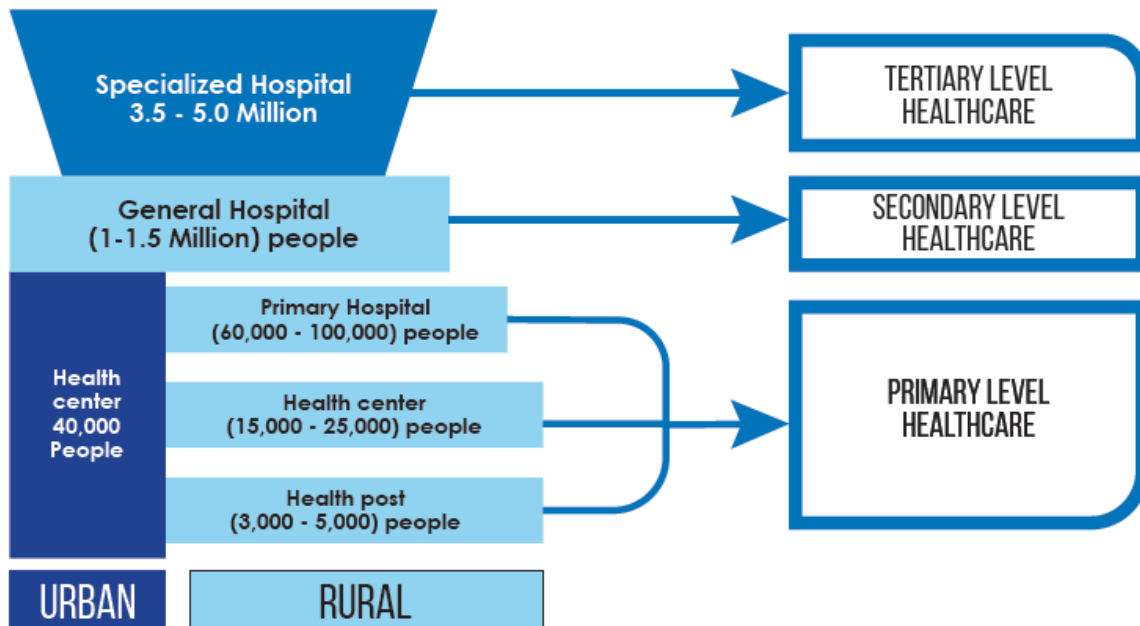 Specialized Hospital
3.5 - 5.0 Million
TERTIARY LEVEL
HEALTHCARE
General Hospital
(1-1.5 Million) people
SECONDARY LEVEL
HEALTHCARE
Health
center
40,000
People
Primary Hospital
(60,000 - 100,000) people
Health center
(15,000 - 25,000) people
Health post
(3,000 - 5,000) people
PRIMARY LEVEL
HEALTHCARE
URBAN
RURAL